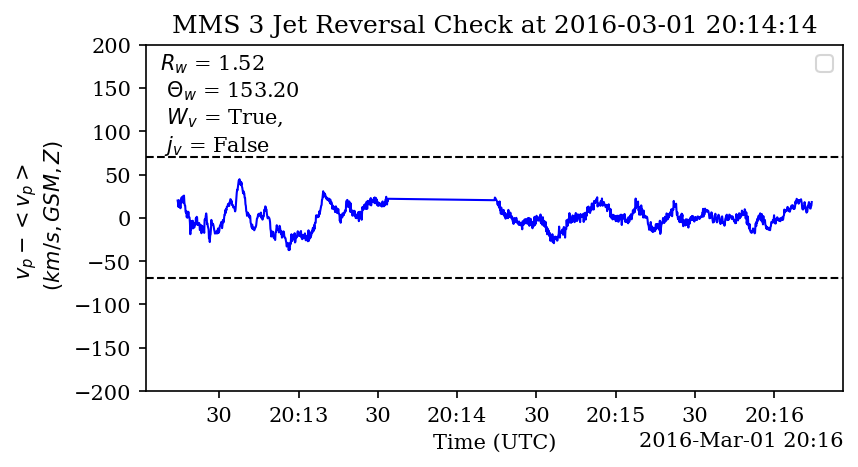 MMS 3 Jet Reversal Check at 2016-03-01 20:14:14
R_w = 1.52
Θ_w = 153.20
W_v = True,
j_v = False
v_p − < v_p >
(km/s, GSM, Z)
200
150
100
50
0
−50
−100
−150
−200
30 20:13 30 20:14 30 20:15 30 20:16
Time (UTC) 2016-Mar-01 20:16